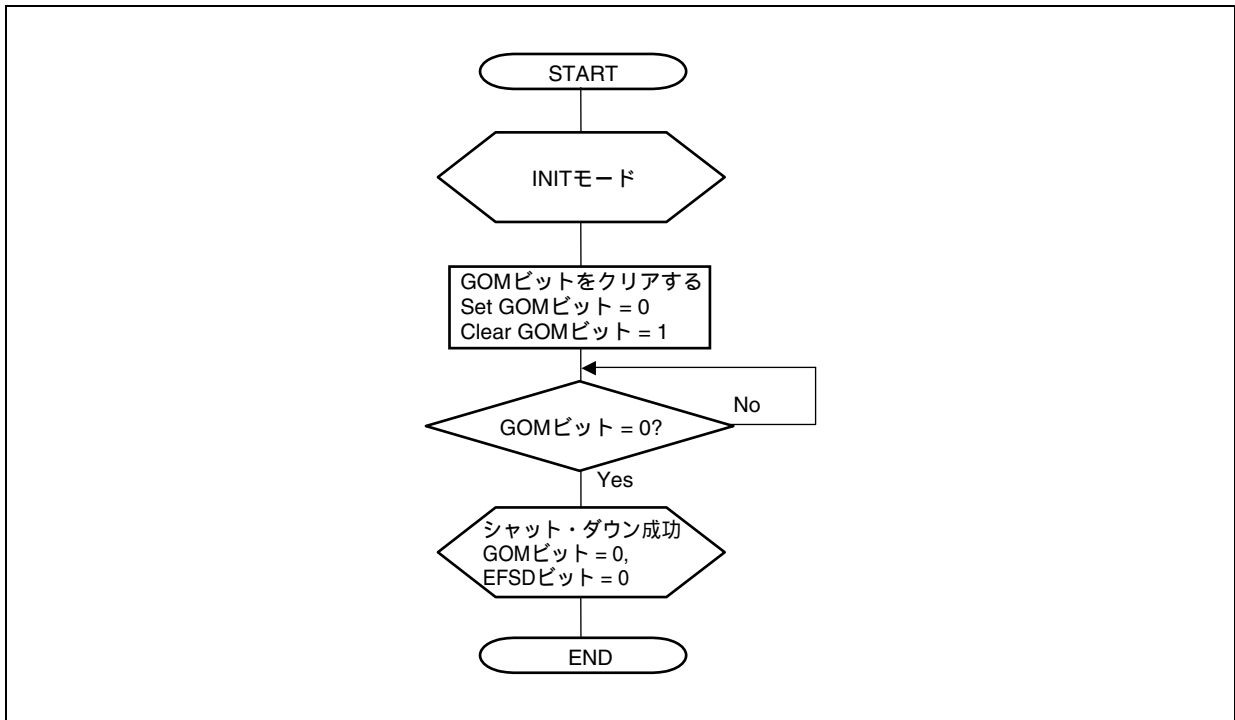 START
INITモード
GOMビットをクリアする
Set GOMビット = 0
Clear GOMビット = 1
No
GOMビット = 0?
Yes
シャット・ダウン成功
GOMビット = 0,
EFSDビット = 0
END